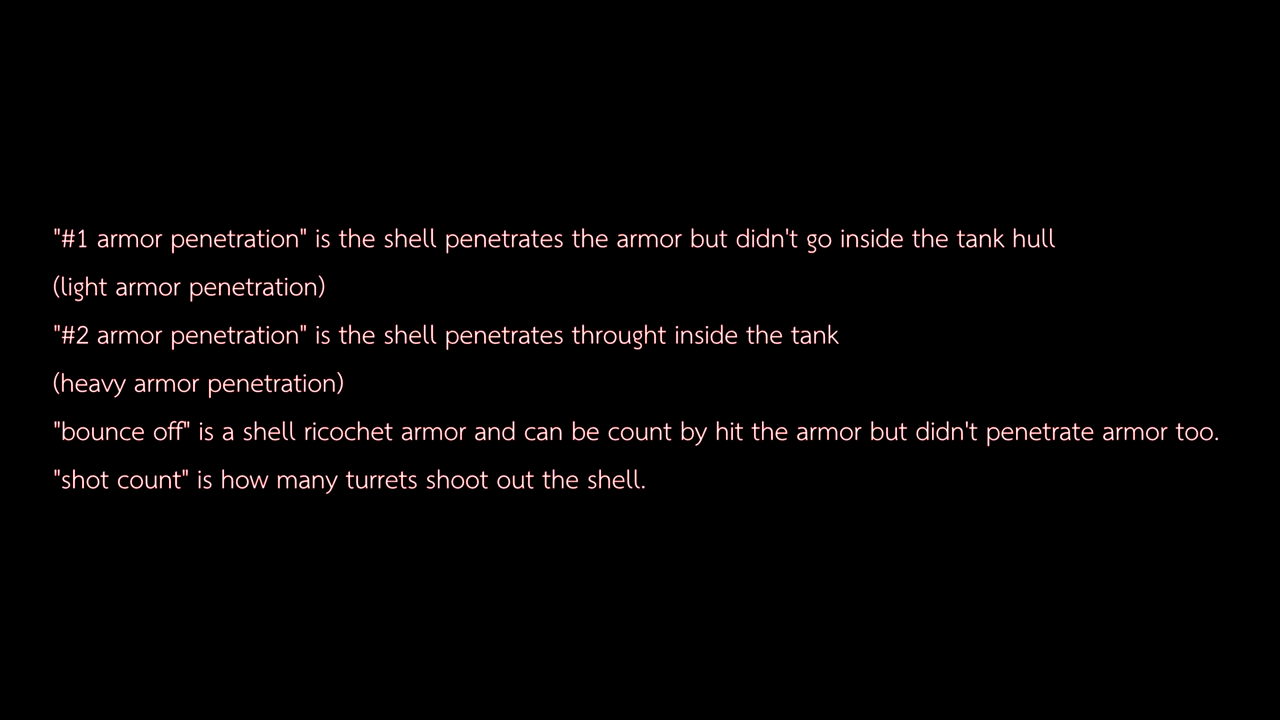 "#1 armor penetration" is the shell penetrates the armor but didn't go inside the tank hull
(light armor penetration)
"#2 armor penetration" is the shell penetrates throught inside the tank
(heavy armor penetration)
"bounce off" is a shell ricochet armor and can be count by hit the armor but didn't penetrate armor too.
"shot count" is how many turrets shoot out the shell.